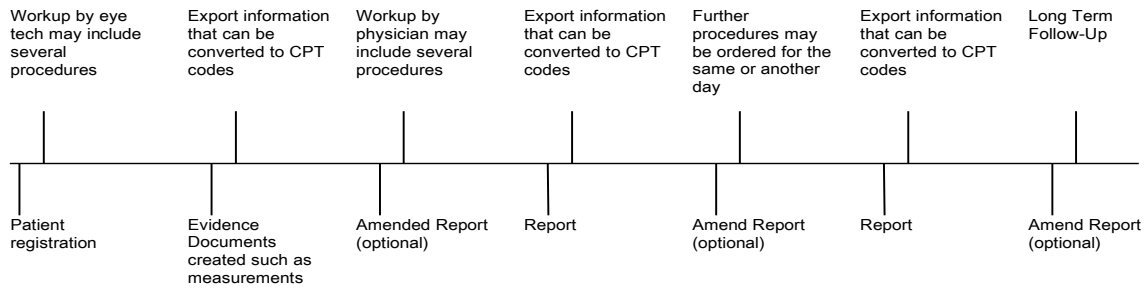 Workup by eye
tech may include
several
procedures
Export information
that can be
converted to CPT
codes
Workup by
physician may
include several
procedures
Export information
that can be
converted to CPT
codes
Further
procedures may
be ordered for the
same or another
day
Export information
that can be
converted to CPT
codes
Long Term
Follow-Up
Patient
registration
Evidence
Documents
created such as
measurements
Amended Report
(optional)
Report
Amend Report
(optional)
Report
Amend Report
(optional)